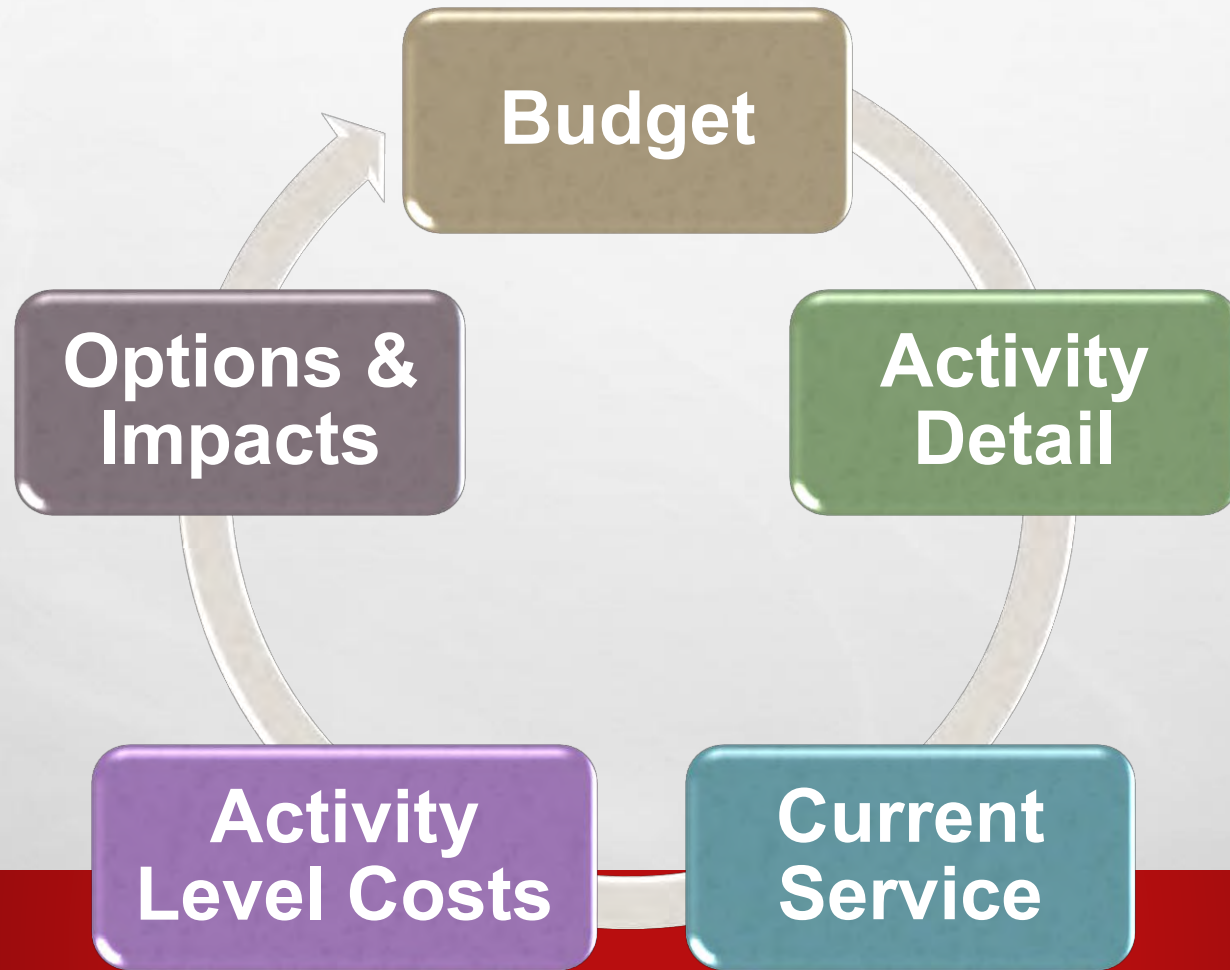 Budget
Activity
Detail
Current
Service
Activity
Level Costs
Options &
Impacts